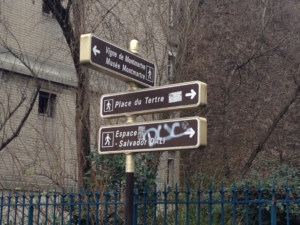 Vigne de Montmartre
Musée Montmartre
Place du Tertre
Espace
- Salvador DALI